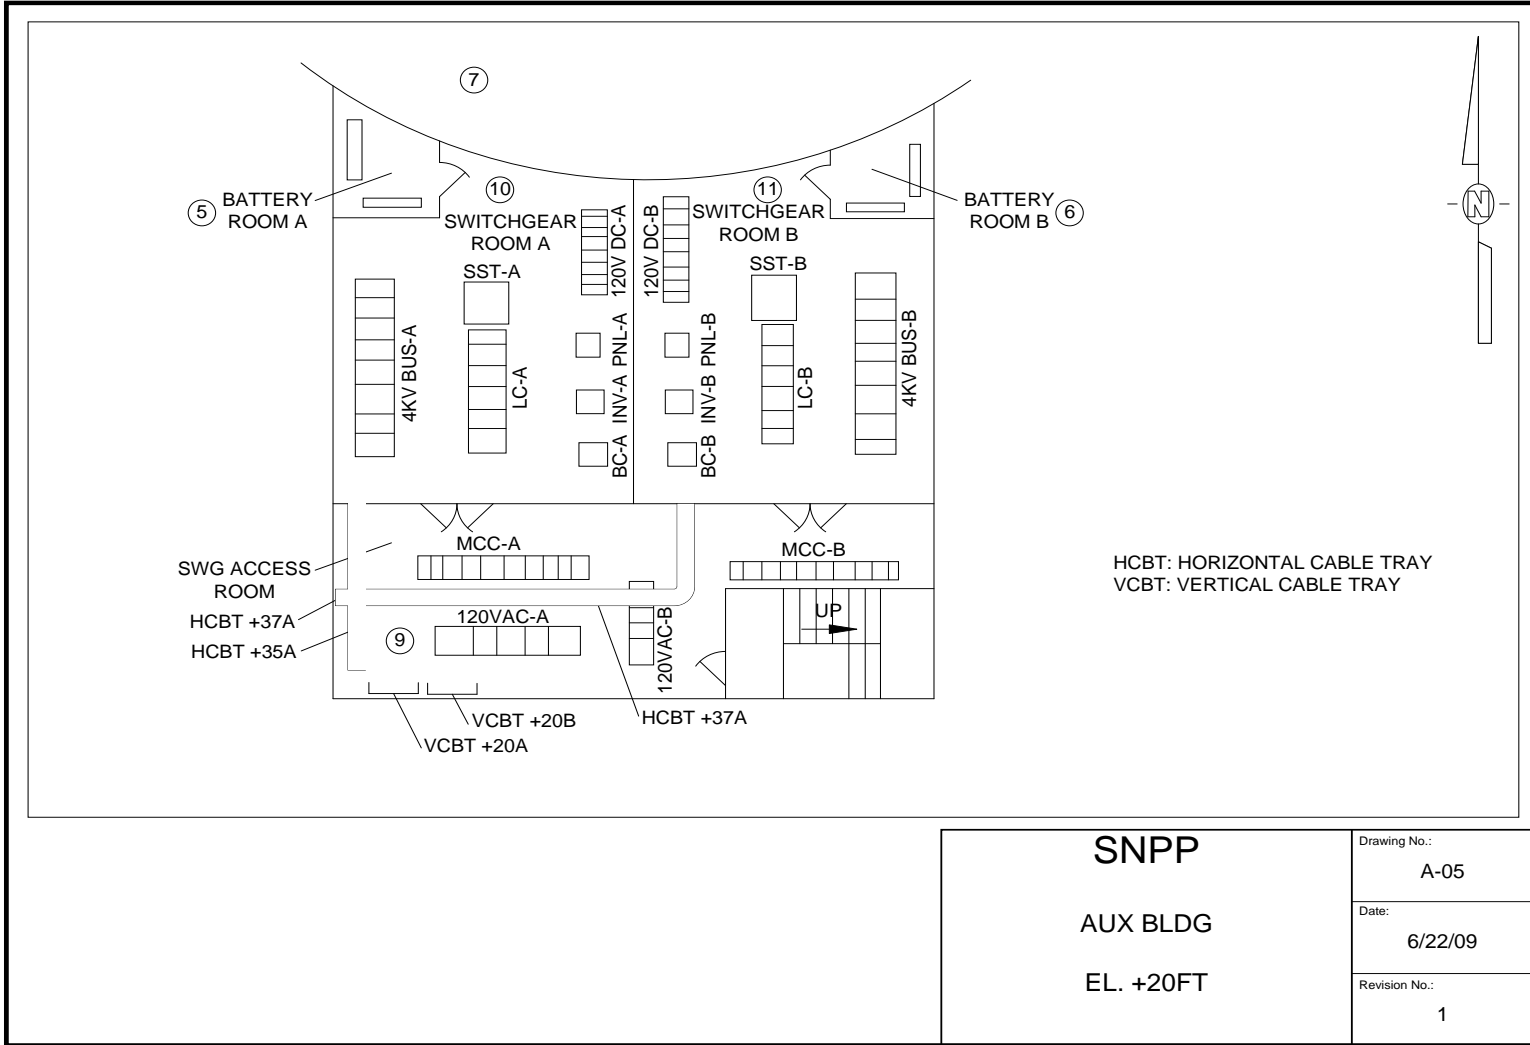 7
5
BATTERY
ROOM A
10
SWITCHGEAR
ROOM A
11
SWITCHGEAR
ROOM B
BATTERY
ROOM B
6
N
120V DC-A
120V DC-B
SST-A
SST-B
4KV BUS-A
LC-A
PNL-A
INV-A
BC-A
PNL-B
INV-B
BC-B
LC-B
4KV BUS-B
MCC-A
MCC-B
SWG ACCESS
ROOM
HCBT +37A
HCBT +35A
9
120VAC-A
120VAC-B
UP
VCBT +20B
VCBT +20A
HCBT +37A
HCBT: HORIZONTAL CABLE TRAY
VCBT: VERTICAL CABLE TRAY
SNPP
AUX BLDG
EL. +20FT
Drawing No.:
A-05
Date:
6/22/09
Revision No.:
1